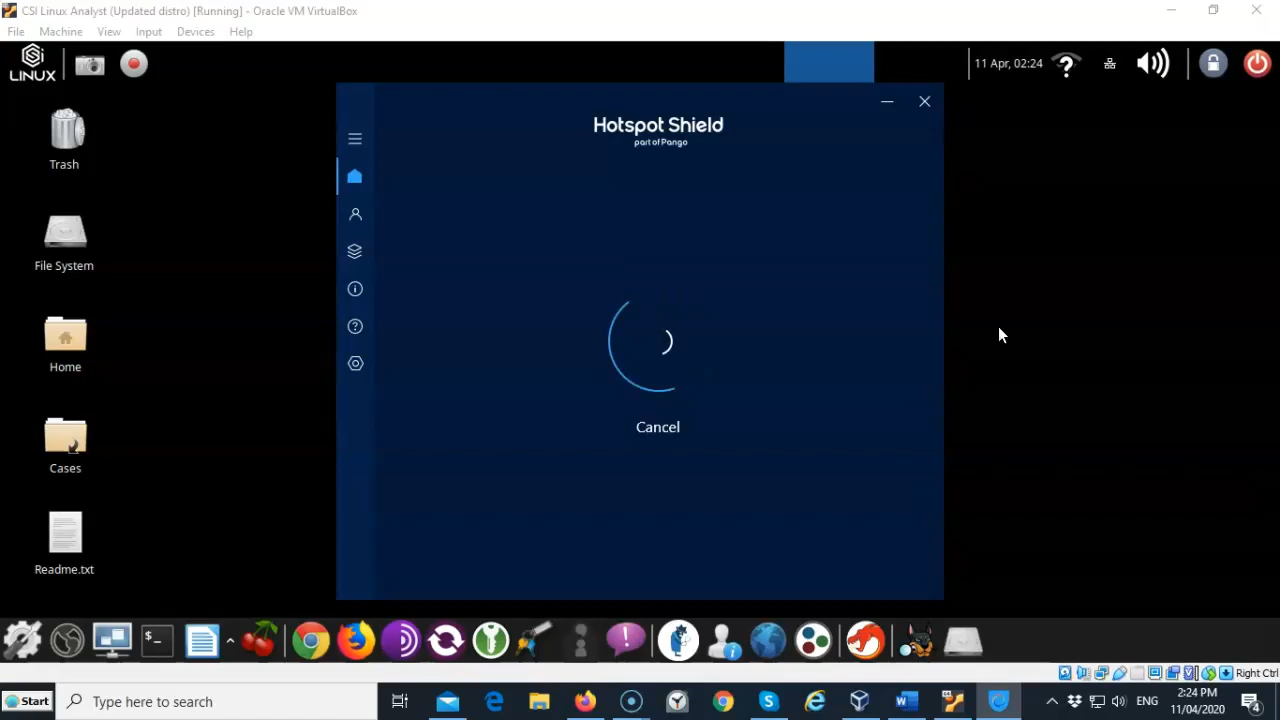 CSI Linux Analyst (Updated distro) [Running] - Oracle VM VirtualBox
File Machine View Input Devices Help
LINUX
11 Apr, 02:24
Hotspot Shield
part of Pango
Trash
File System
Home
Cases
Readme.txt
Cancel
Right Ctrl
Start
Type here to search
ENG
2:24 PM
11/04/2020
4